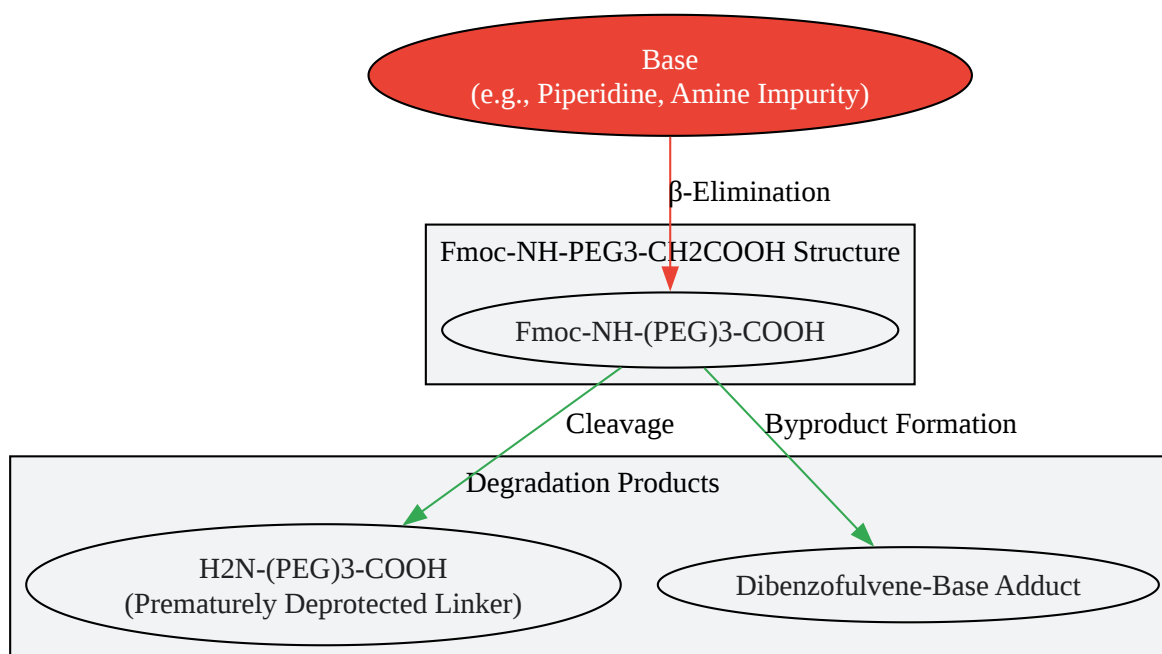 Base
(e.g., Piperidine, Amine Impurity)
β-Elimination
Fmoc-NH-PEG3-CH2COOH Structure
Fmoc-NH-(PEG)3-COOH
Cleavage
Byproduct Formation
Degradation Products
H2N-(PEG)3-COOH
(Prematurely Deprotected Linker)
Dibenzofulvene-Base Adduct